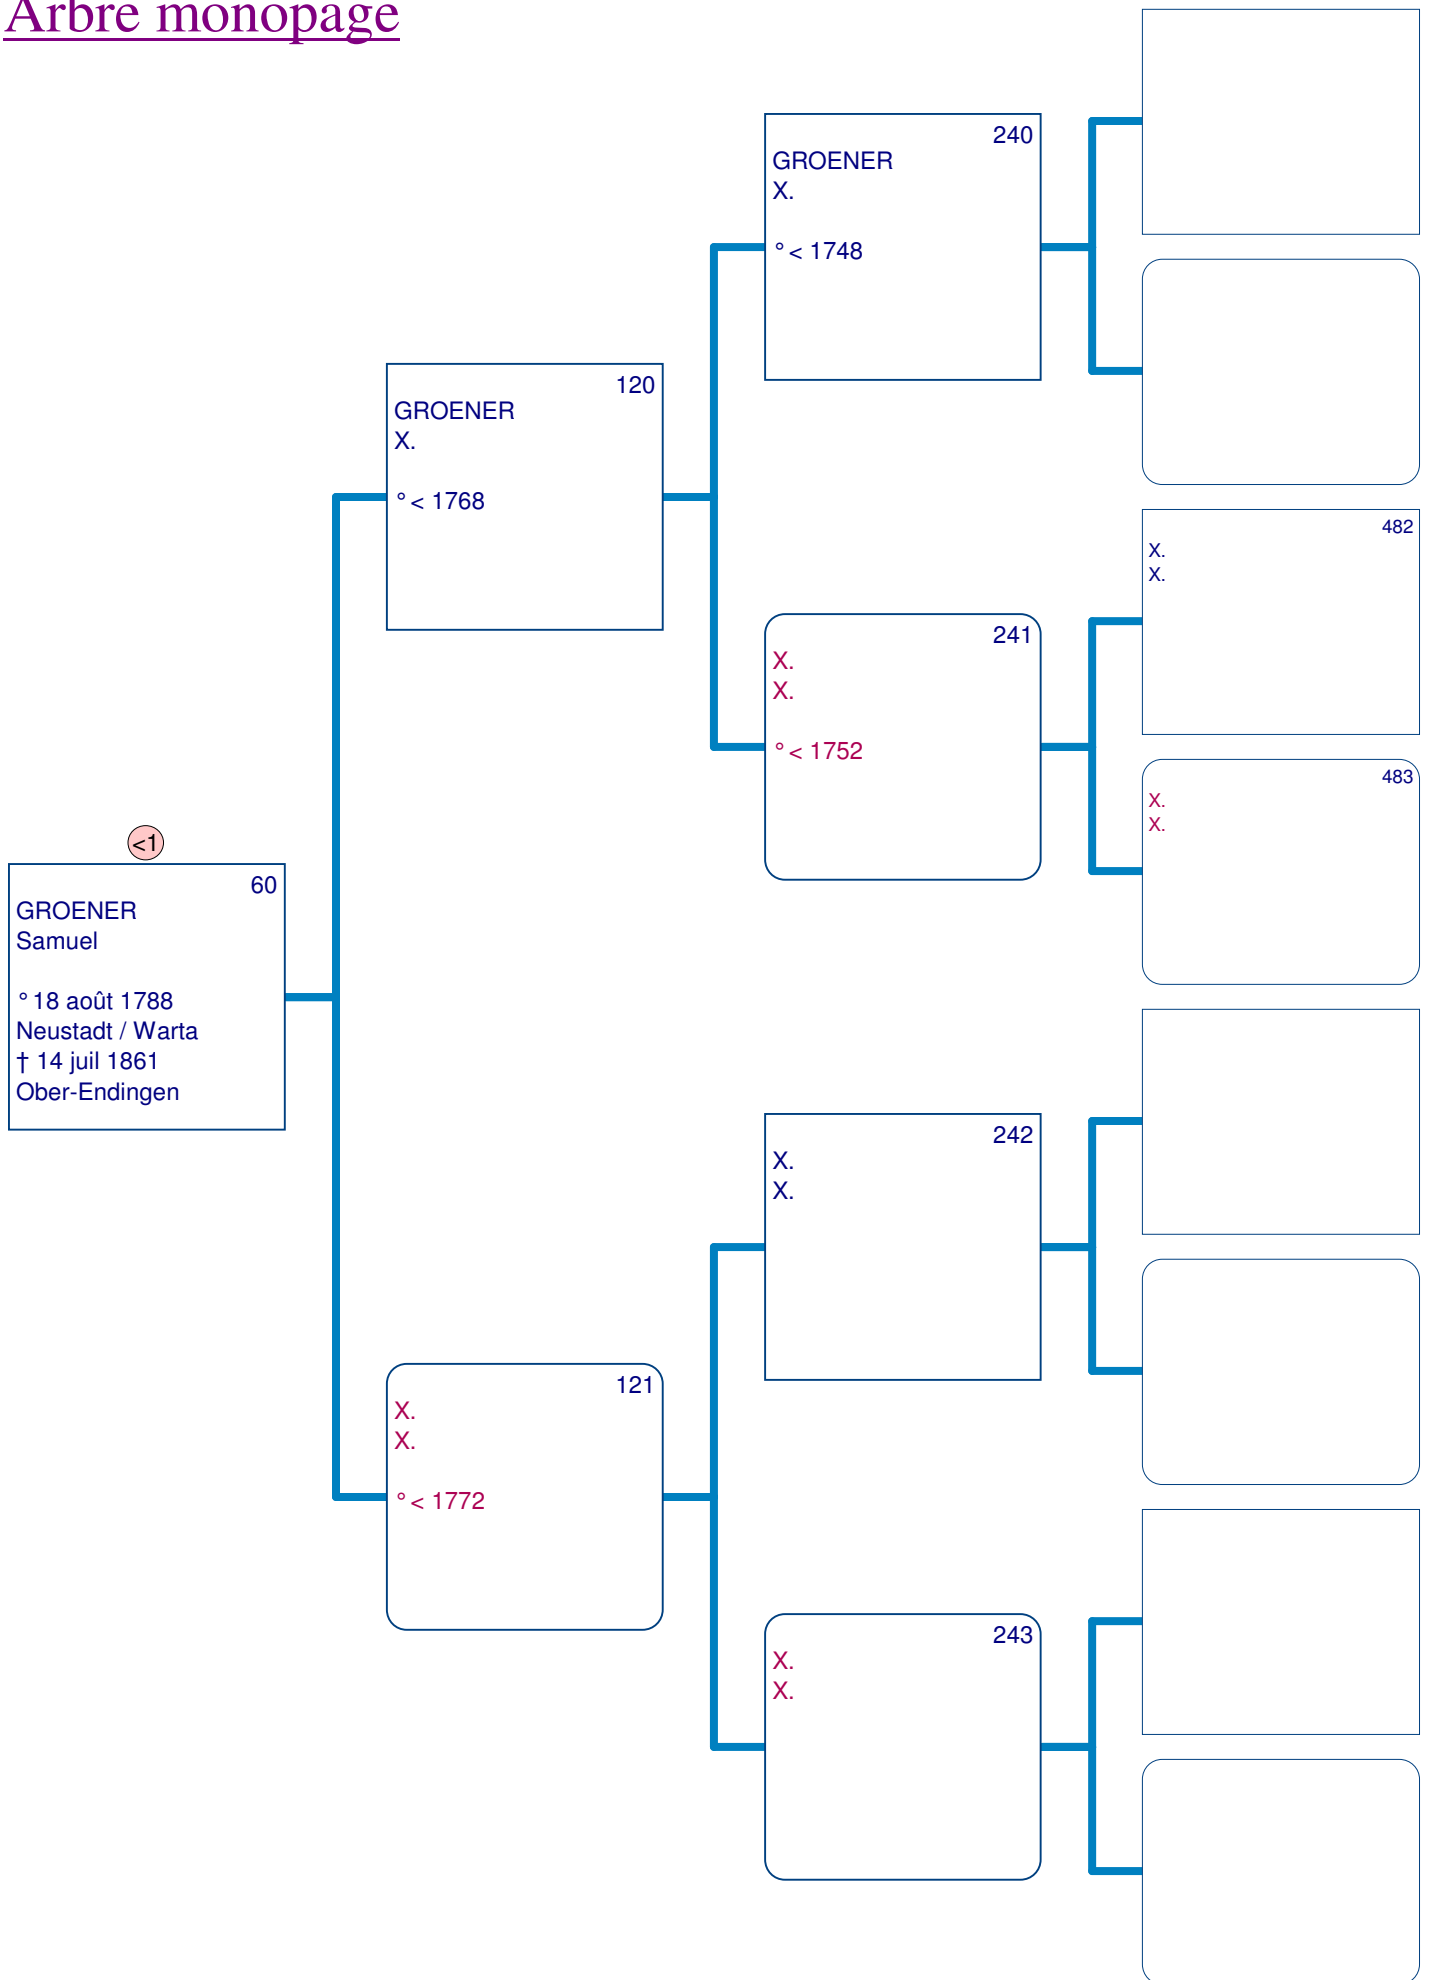 Arbre monopage
240
GROENER
X.
° < 1748
120
GROENER
X.
° < 1768
482
X.
X.
241
X.
X.
° < 1752
483
X.
X.
<1
60
GROENER
Samuel
° 18 août 1788
Neustadt / Warta
† 14 juil 1861
Ober-Endingen
242
X.
X.
121
X.
X.
° < 1772
243
X.
X.